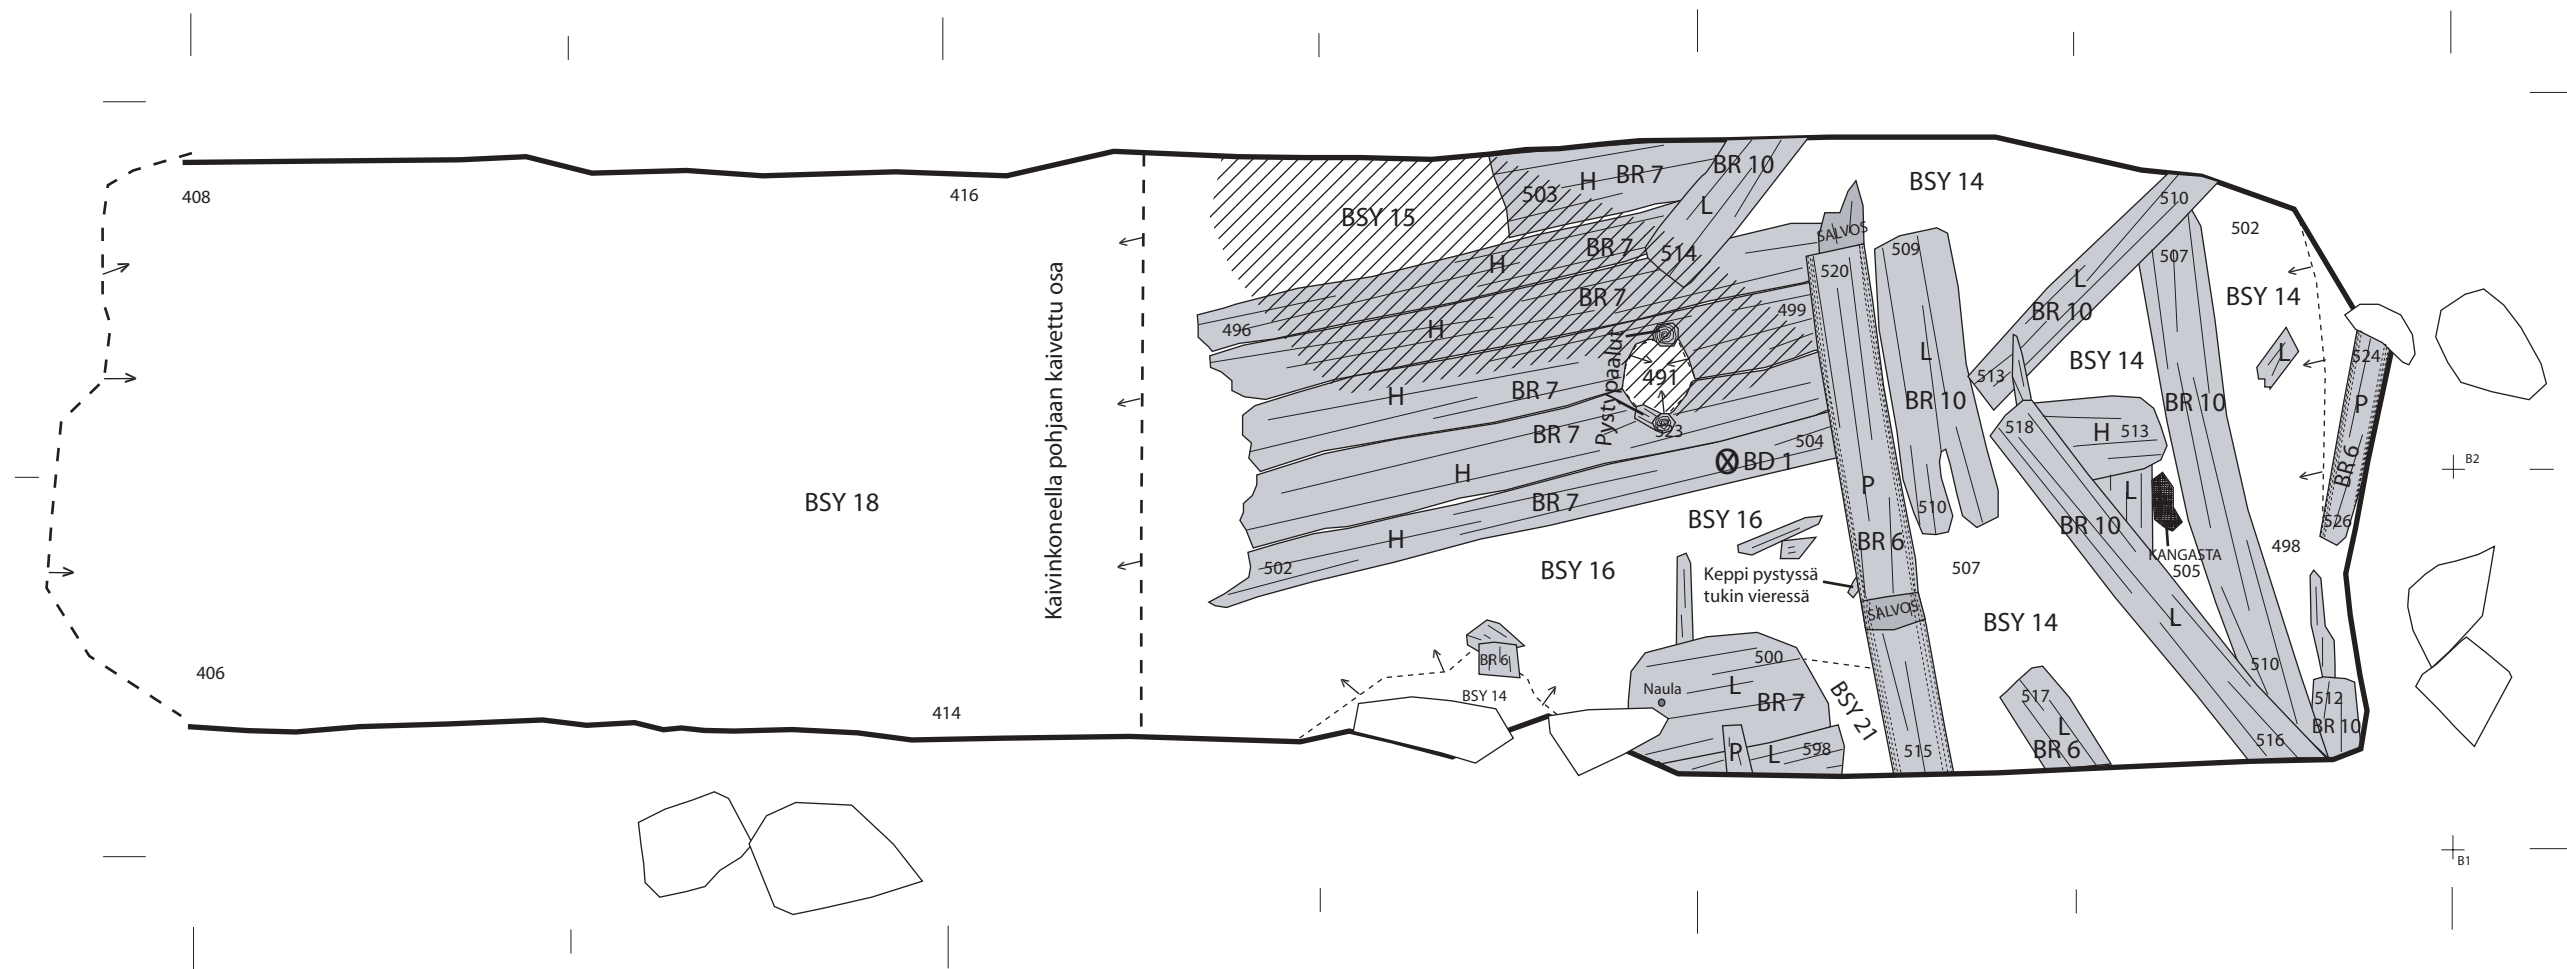 408
416
BSY 18
406
414
Kaivinkoneella pohjaan kaivettu osa
BSY 15
503
H
BR 7
BR 10
L
514
BR 7
H
BR 7
496
H
499
Pystypaalut
491
523
H
BR 7
BR 7
504
BD 1
H
BR 7
H
502
BSY 16
BSY 16
Keppi pystyssä
tukin vieressä
BR 6
BSY 14
500
Naula
L
BR 7
P
L
598
BSY 21
SALVOS
520
P
BR 6
SALVOS
515
509
L
BR 10
510
507
BSY 14
510
502
L
BR 10
507
BSY 14
513
BSY 14
BR 10
L
524
P
BR 6
526
518
H
513
L
BR 10
KANGASTA
505
498
BSY 14
L
510
517
L
BR 6
516
512
BR 10
B2
B1